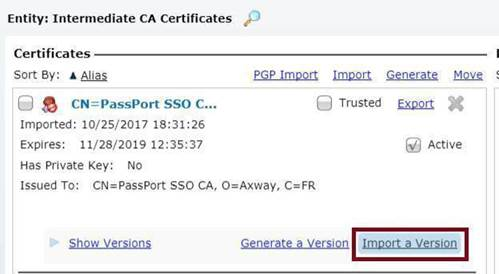 Entity: Intermediate CA Certificates
Certificates
Sort By: ▲ Alias PGP Import Import Generate Move
CN=PassPort SSO C... Trusted Export
Imported: 10/25/2017 18:31:26
Expires: 11/28/2019 12:35:37 Active
Has Private Key: No
Issued To: CN=PassPort SSO CA, O=Axway, C=FR
Show Versions Generate a Version Import a Version